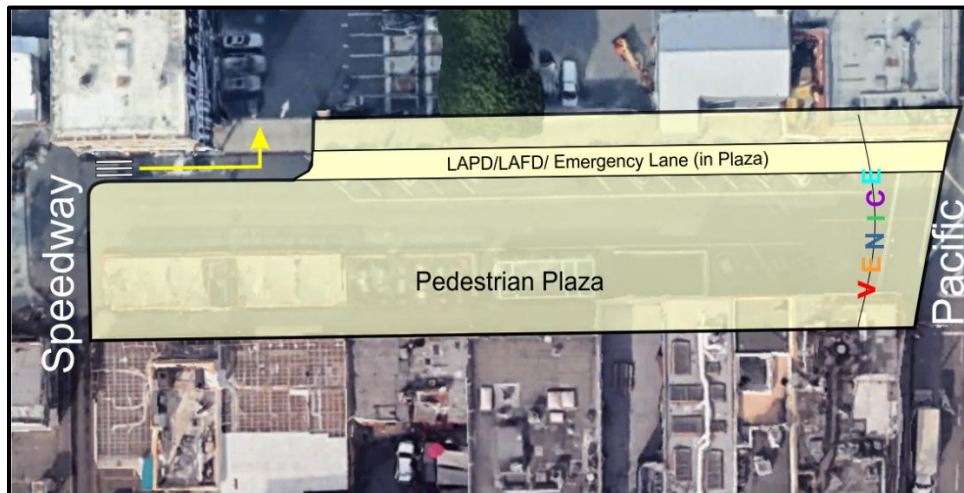 LAPD/LAFD/ Emergency Lane (in Plaza)
Speedway
Pedestrian Plaza
VENICE
Pacific